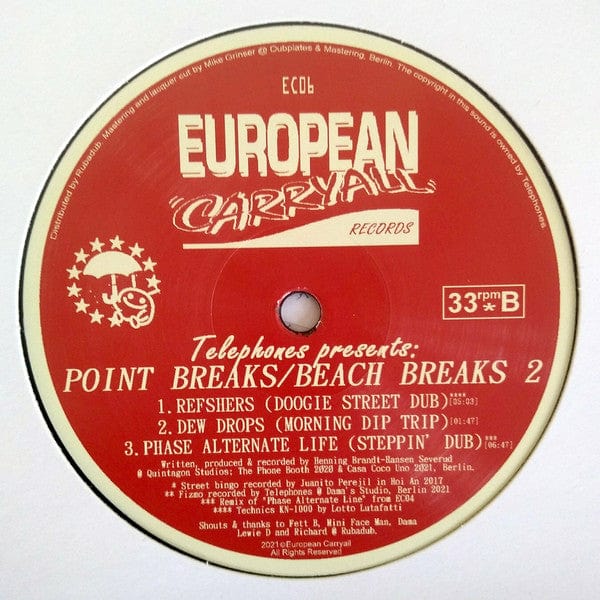 Distributed by Rubadub. Mastering and lacquer cut by Mike Grinser @ Dubplates & Mastering, Berlin. The copyright in this sound is owned by Telephones.
EC06
EUROPEAN
"CARRYALL"
RECORDS
33rpm*B
Telephones presents:
POINT BREAKS/BEACH BREAKS 2
1. REFSHERS (DOOGIE STREET DUB)****[05:03]
2. DEW DROPS (MORNING DIP TRIP)[01:47]
3. PHASE ALTERNATE LIFE (STEPPIN' DUB)***[06:47]
Written, produced & recorded by Henning Brandt-Hansen Severud
@ Quintngon Studios; The Phone Booth 2020 & Casa Coco Uno 2021, Berlin.
* Street bingo recorded by Juanito Perejil in Hoi An 2017
** Fizmo recorded by Telephones @ Dama's Studio, Berlin 2021
*** Remix of "Phase Alternate Line" from EC04
**** Technics KN-1000 by Lotto Lutafatti
Shouts & thanks to Fett B, Mini Face Man, Dama
Lewie D and Richard @ Rubadub.
2021©European Carryall
All Rights Reserved